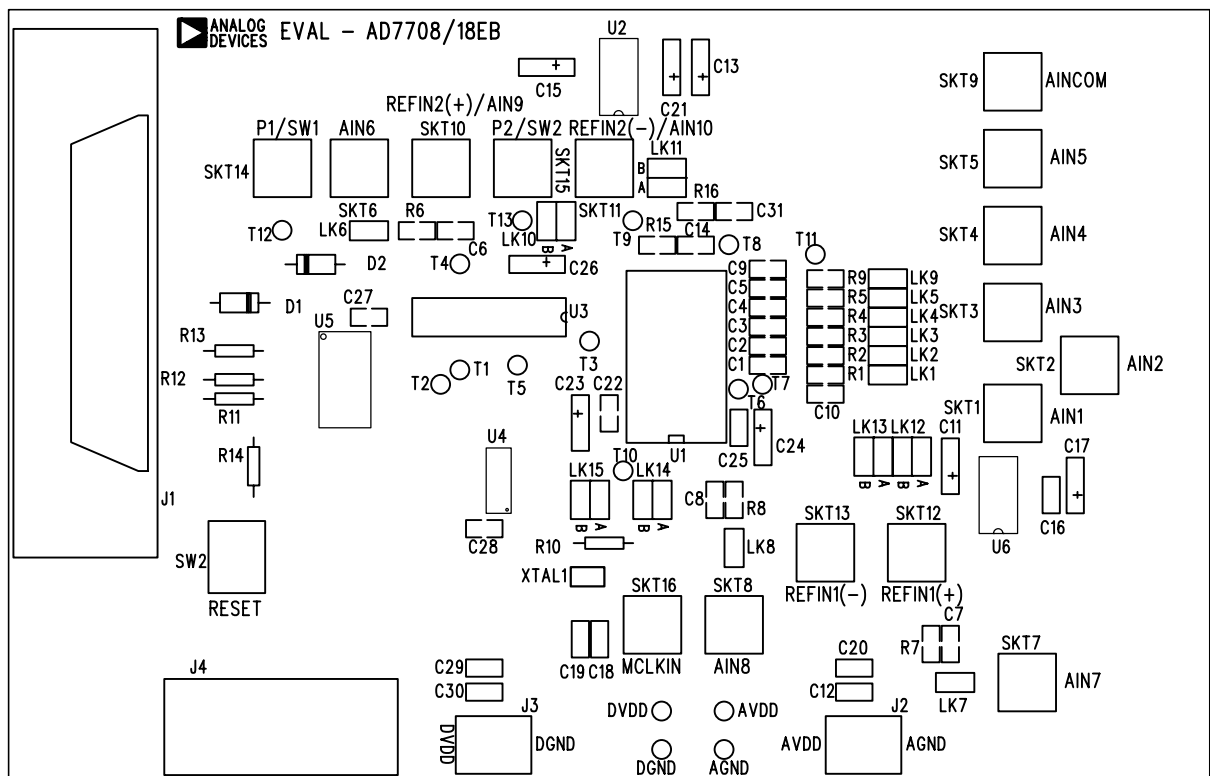 ANALOG DEVICES EVAL - AD7708/18EB
U2
C15
C21
C13
SKT9 AINCOM
REFIN2(+)/AIN9
P1/SW1 AIN6 SKT10 P2/SW2 REFIN2(-)/AIN10
SKT14
SKT15
LK11
B
A
SKT5 AIN5
SKT6
LK6
R6
C6
T12
T13
LK10
B A
SKT11
T9
R16
C31
R15 C14
T8
T11
SKT4 AIN4
D2
T4
C26
D1
C27
U5
U3
C9 R9 LK9
C5 R5 LK5
C4 R4 LK4
C3 R3 LK3
C2 R2 LK2
C1 R1 LK1
SKT3 AIN3
SKT2 AIN2
R13
R12
R11
R14
T2
T1
T5
T3
C23
C22
T7
T6
C10
SKT1 AIN1
U4
U1
C25
C24
LK13 LK12
B A B A
C11
C17
T10
LK15 LK14
B A B A
C8
R8
C16
U6
J1
C28
R10
LK8
SKT13 SKT12
REFIN1(-) REFIN1(+)
SW2
RESET
XTAL1
SKT16 SKT8
C19 C18
MCLKIN AIN8
C7
R7
SKT7
AIN7
LK7
J4
C29
C30
C20
C12
J3
DVDD
DGND
DVDD AVDD
DGND AGND
J2
AVDD AGND